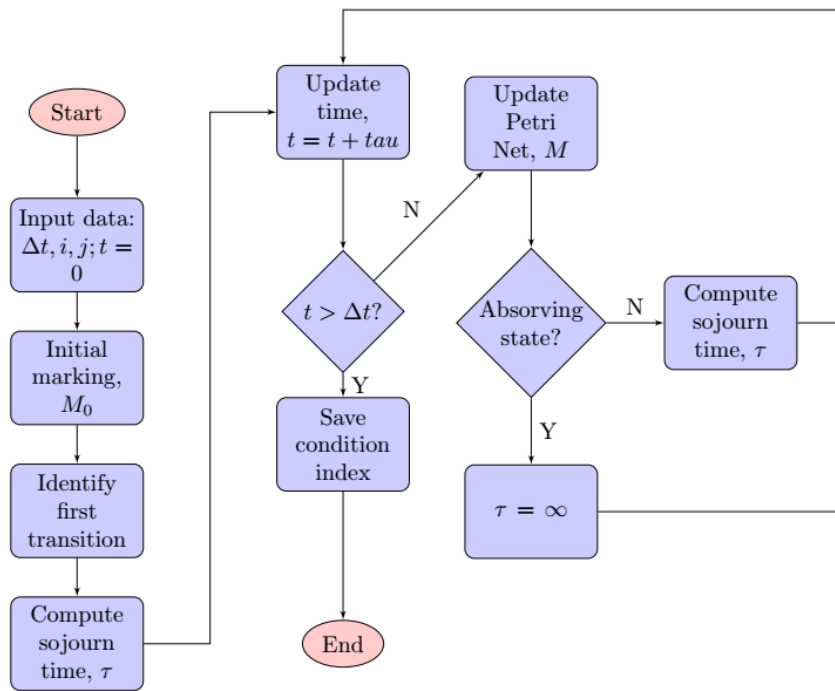 Start
Input data:
Δt, i, j; t =
0
Initial
marking,
M₀
Identify
first
transition
Compute
sojourn
time, τ
Update
time,
t = t + tau
t > Δt?
N
Y
Save
condition
index
End
Update
Petri
Net, M
Absorving
state?
N
Y
Compute
sojourn
time, τ
τ = ∞